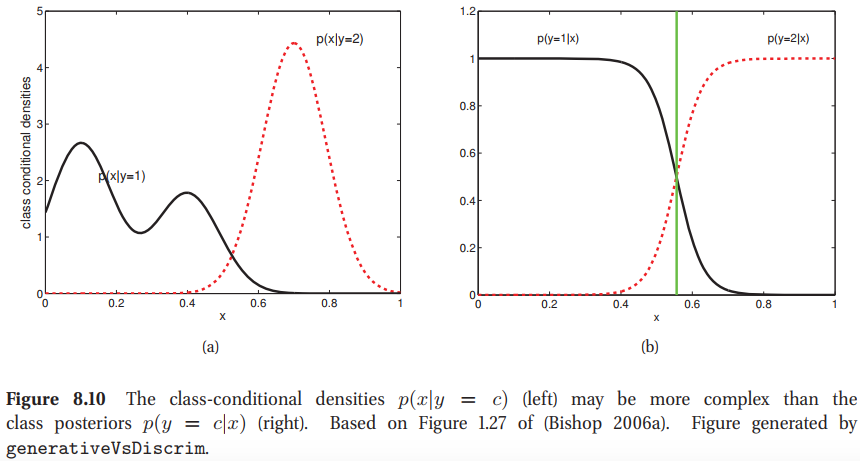 5
4
3
2
1
0
class conditional densities
p(x|y=1)
p(x|y=2)
0 0.2 0.4 0.6 0.8 1
x
(a)
1.2
1
0.8
0.6
0.4
0.2
0
p(y=1|x) p(y=2|x)
0 0.2 0.4 0.6 0.8 1
x
(b)
Figure 8.10 The class-conditional densities p(x|y = c) (left) may be more complex than the
class posteriors p(y = c|x) (right). Based on Figure 1.27 of (Bishop 2006a). Figure generated by
generativeVsDiscrim.